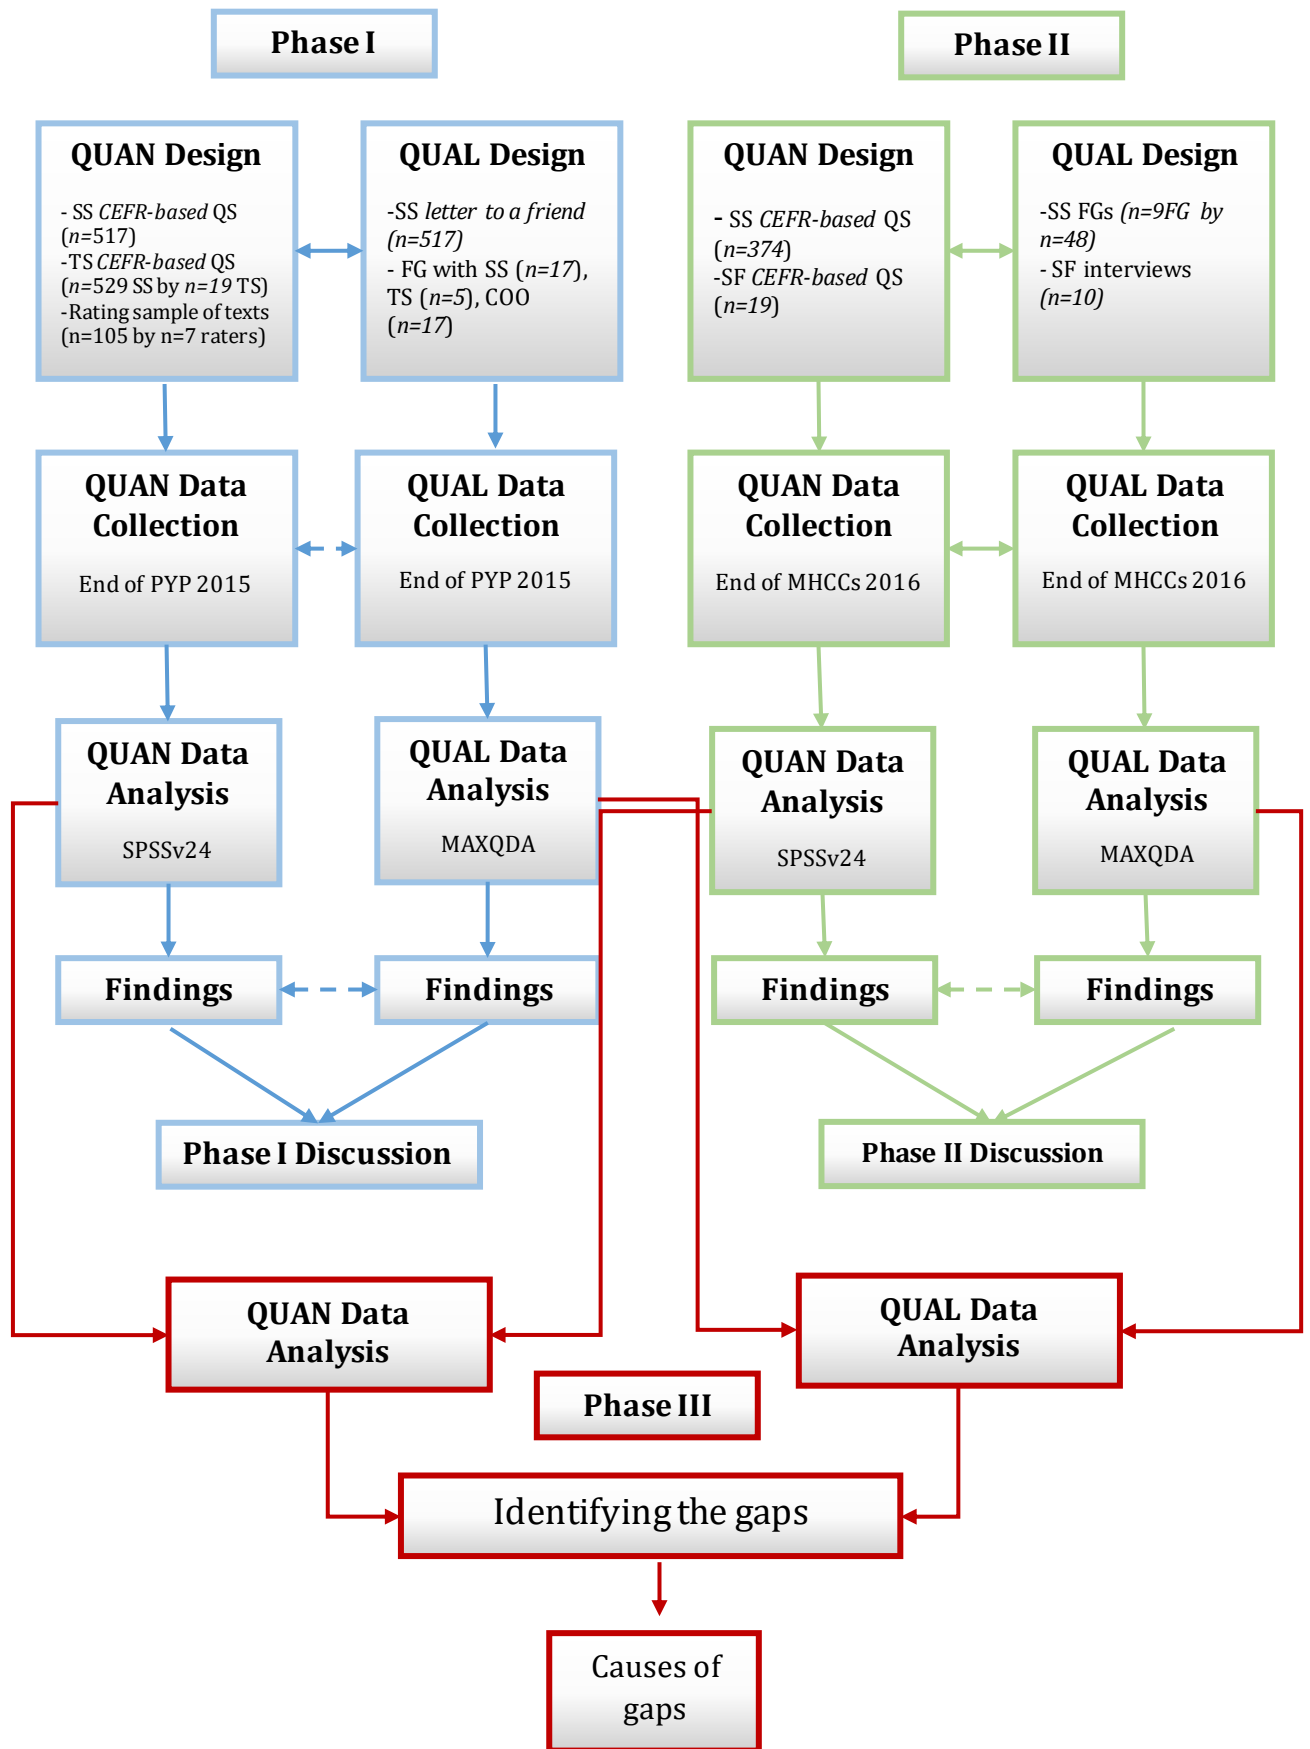 Phase I
Phase II
QUAN Design
- SS CEFR-based QS
(n=517)
-TS CEFR-based QS
(n=529 SS by n=19 TS)
-Rating sample of texts
(n=105 by n=7 raters)
QUAL Design
-SS letter to a friend
(n=517)
- FG with SS (n=17),
TS (n=5), COO
(n=17)
QUAN Design
- SS CEFR-based QS
(n=374)
-SF CEFR-based QS
(n=19)
QUAL Design
-SS FGs (n=9FG by
n=48)
- SF interviews
(n=10)
QUAN Data
Collection
End of PYP 2015
QUAL Data
Collection
End of PYP 2015
QUAN Data
Collection
End of MHCCs 2016
QUAL Data
Collection
End of MHCCs 2016
QUAN Data
Analysis
SPSSv24
QUAL Data
Analysis
MAXQDA
QUAN Data
Analysis
SPSSv24
QUAL Data
Analysis
MAXQDA
Findings
Findings
Findings
Findings
Phase I Discussion
Phase II Discussion
QUAN Data
Analysis
QUAL Data
Analysis
Phase III
Identifying the gaps
Causes of
gaps